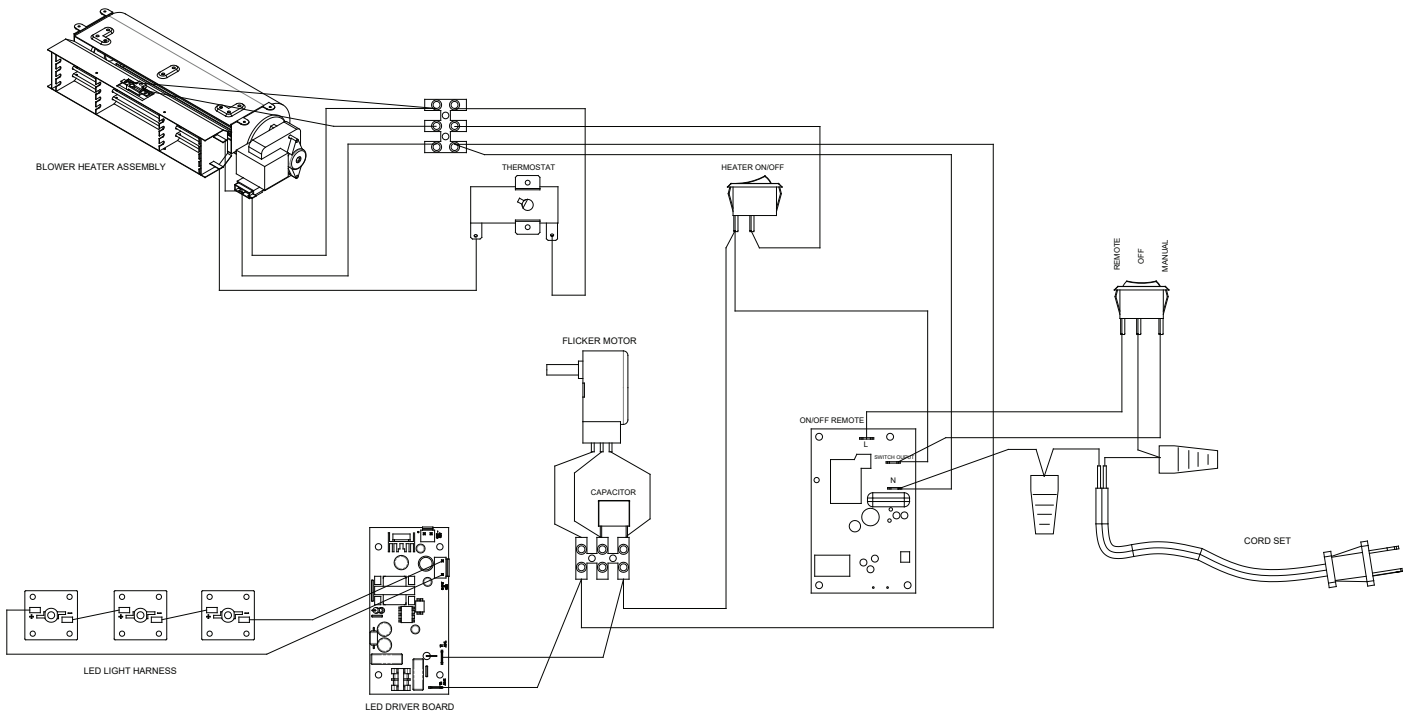 BLOWER HEATER ASSEMBLY
THERMOSTAT
HEATER ON/OFF
REMOTE
OFF
MANUAL
FLICKER MOTOR
ON/OFF REMOTE
L
SWITCH OUPUT
N
CAPACITOR
CORD SET
LED LIGHT HARNESS
LED DRIVER BOARD